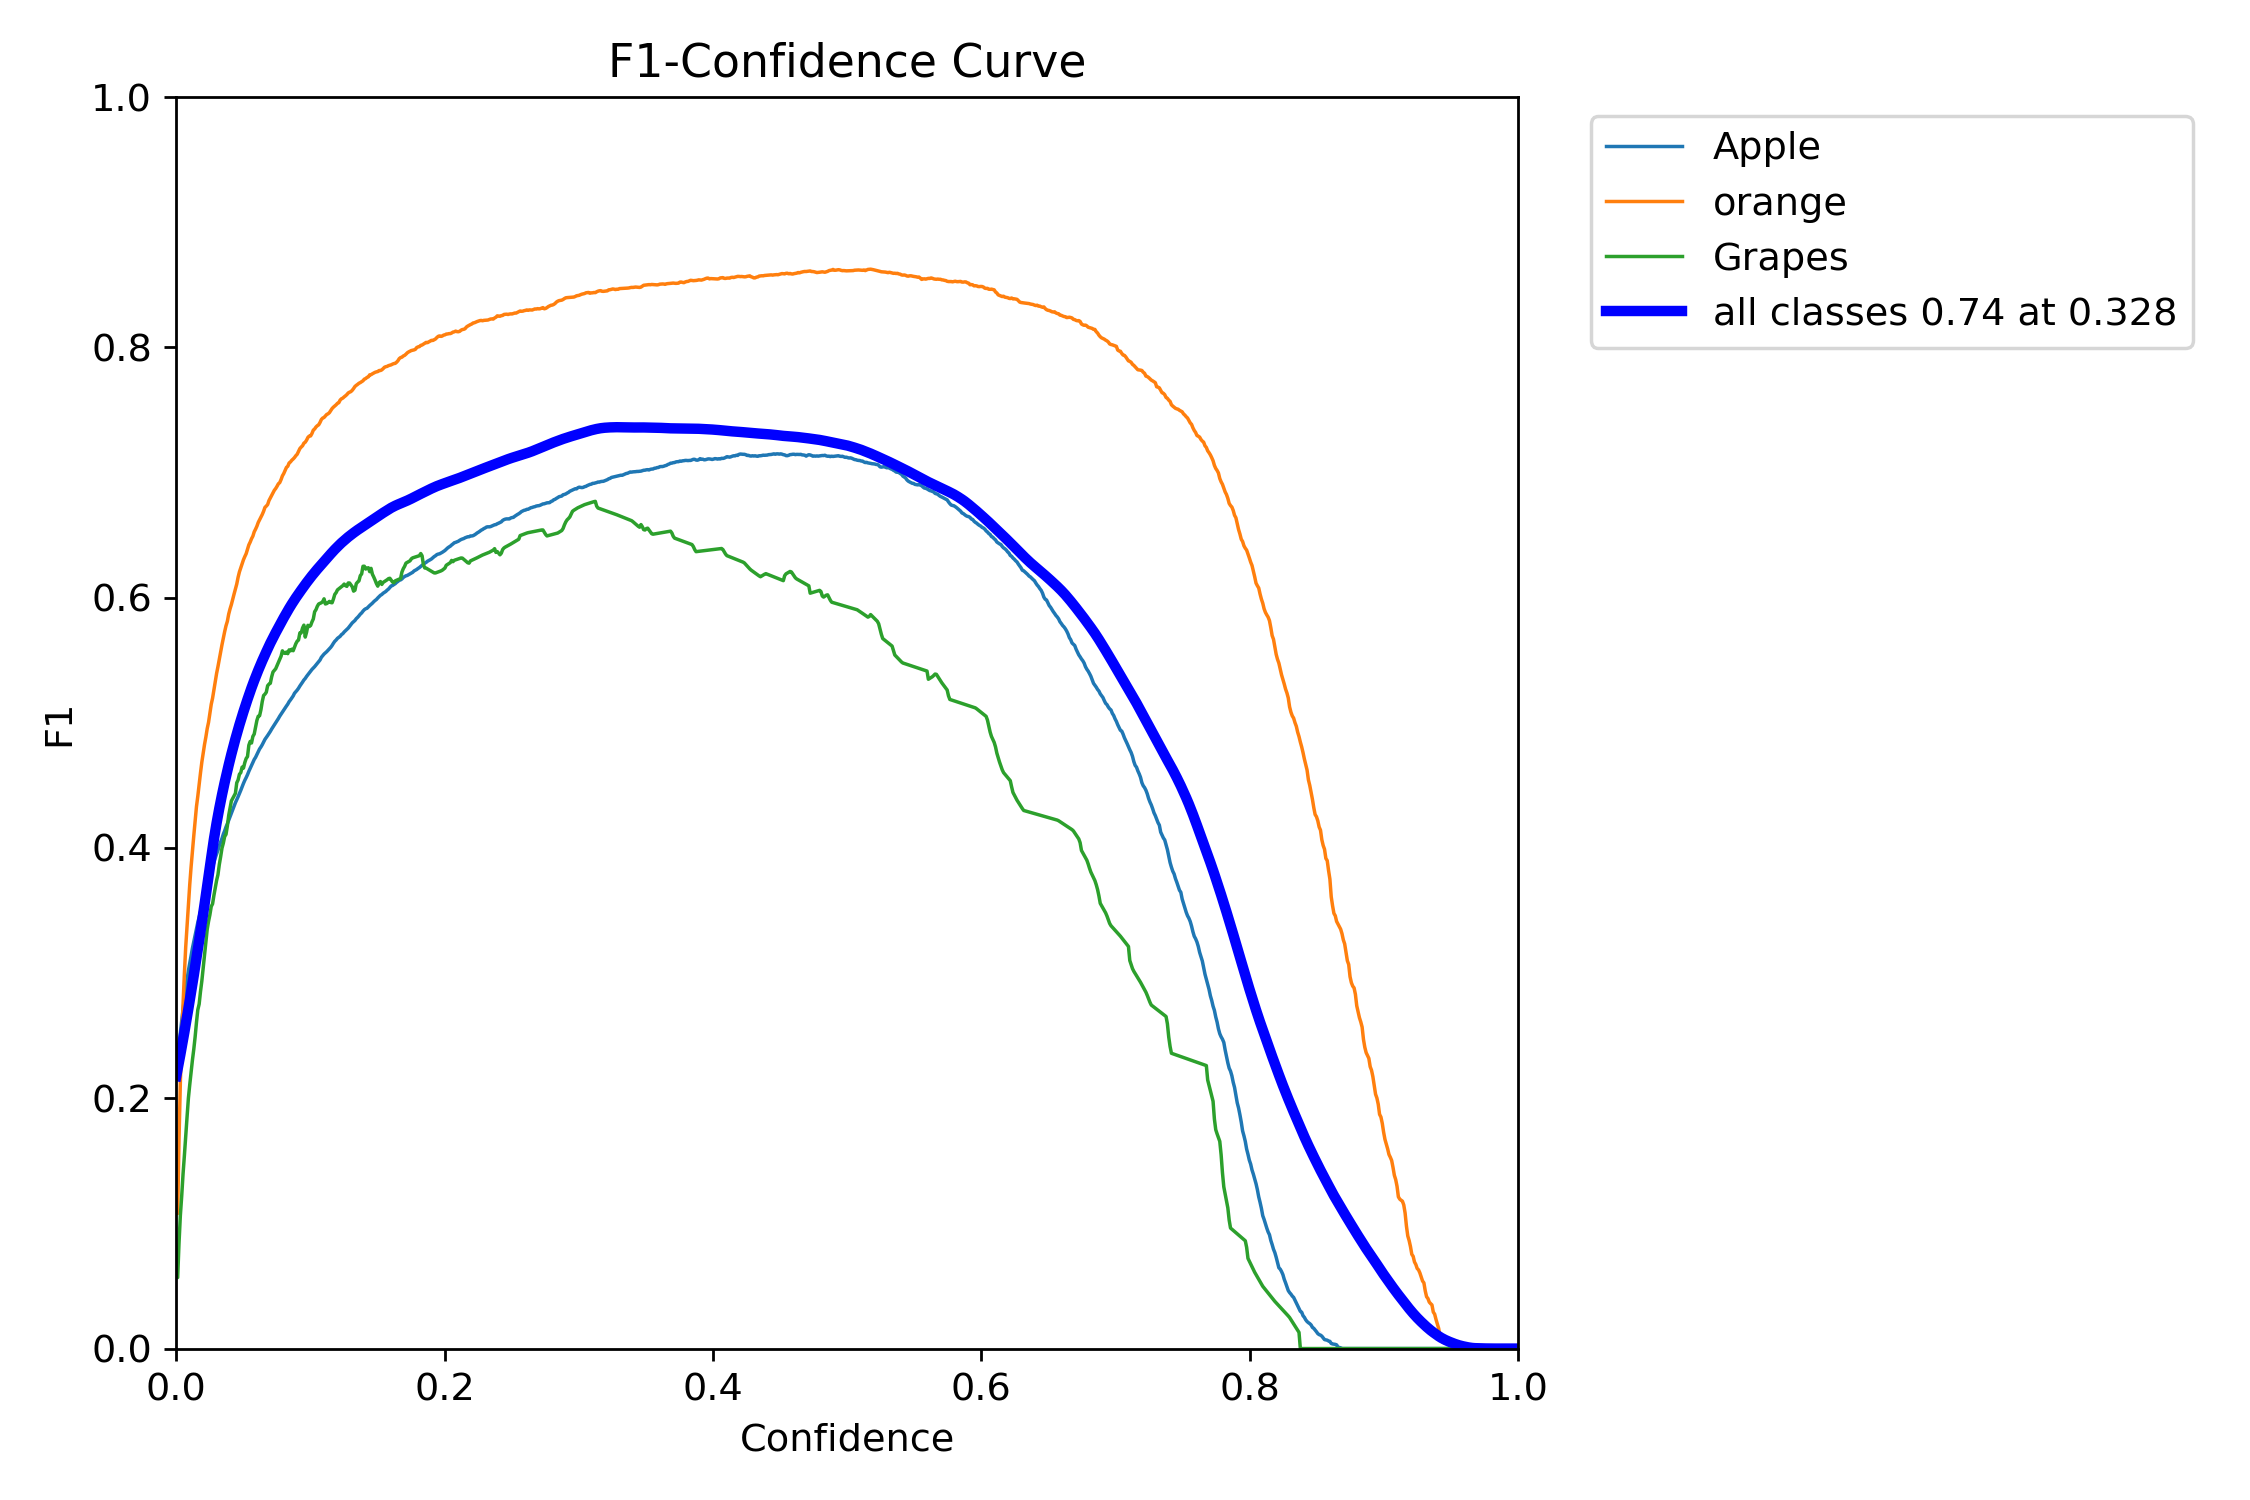 F1-Confidence Curve
1.0
0.8
0.6
0.4
0.2
0.0
F1
0.0 0.2 0.4 0.6 0.8 1.0
Confidence
Apple
orange
Grapes
all classes 0.74 at 0.328